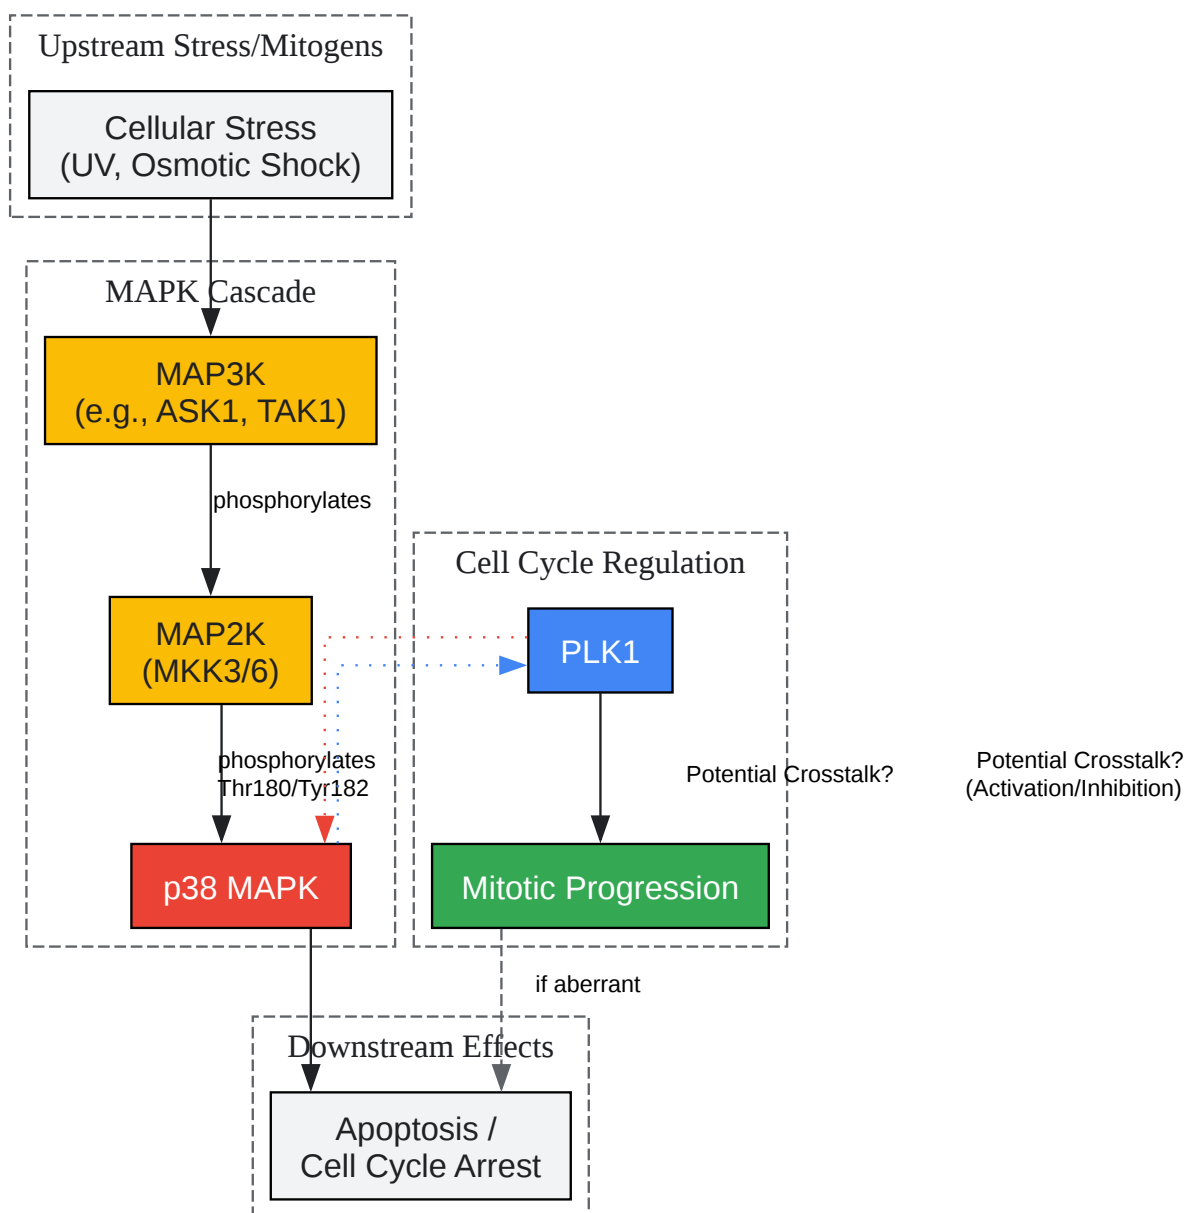 Upstream Stress/Mitogens
Cellular Stress
(UV, Osmotic Shock)
MAPK Cascade
MAP3K
(e.g., ASK1, TAK1)
phosphorylates
Cell Cycle Regulation
MAP2K
(MKK3/6)
PLK1
phosphorylates
Thr180/Tyr182
Potential Crosstalk?
Potential Crosstalk?
(Activation/Inhibition)
p38 MAPK
Mitotic Progression
if aberrant
Downstream Effects
Apoptosis /
Cell Cycle Arrest